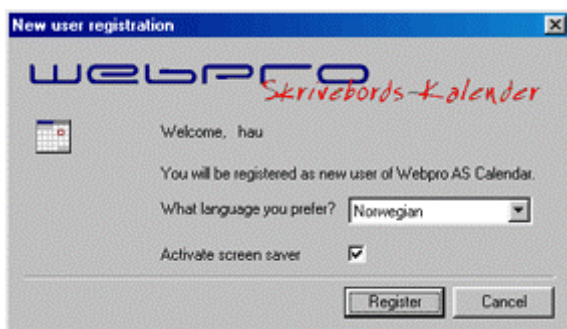 New user registration
webpro
Skrivebords-Kalender
Welcome, hau
You will be registered as new user of Webpro AS Calendar.
What language you prefer? Norwegian
Activate screen saver
Register Cancel